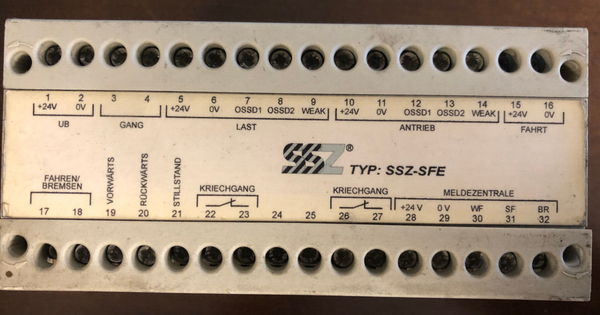 1 2 3 4 5 6 7 8 9 10 11 12 13 14 15 16
+24V 0V +24V 0V OSSD1 OSSD2 WEAK +24V 0V OSSD1 OSSD2 WEAK +24V 0V
UB GANG LAST ANTRIEB FAHRT
SSZ® TYP: SSZ-SFE
FAHREN/
BREMSEN
VORWÄRTS
RÜCKWÄRTS
STILLSTAND
KRIECHGANG KRIECHGANG MELDEZENTRALE
+24 V 0 V WF SF BR
17 18 19 20 21 22 23 24 25 26 27 28 29 30 31 32